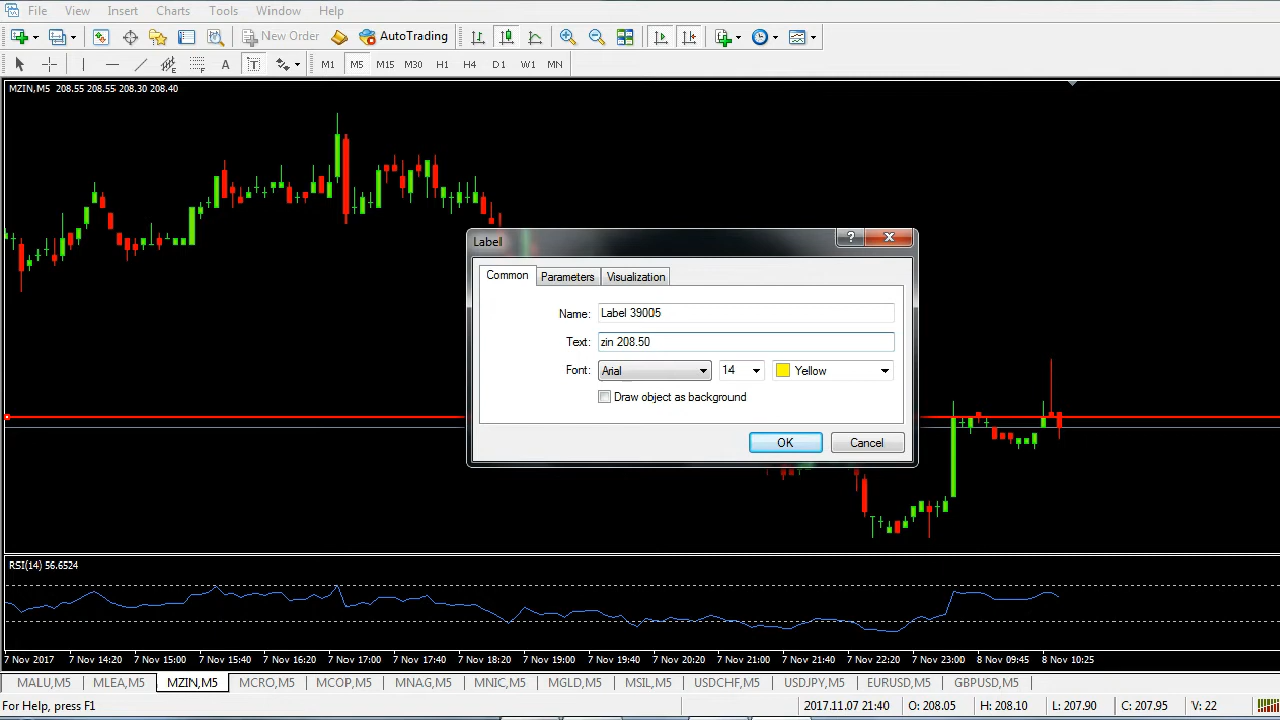 File View Insert Charts Tools Window Help
New Order AutoTrading
A T M1 M5 M15 M30 H1 H4 D1 W1 MN
MZIN,M5 208.55 208.55 208.30 208.40
Label
?
Common Parameters Visualization
Name: Label 39005
Text: zin 208.50
Font: Arial 14 Yellow
Draw object as background
OK Cancel
RSI(14) 56.6524
7 Nov 2017 7 Nov 14:20 7 Nov 15:00 7 Nov 15:40 7 Nov 16:20 7 Nov 17:00 7 Nov 17:40 7 Nov 18:20 7 Nov 19:00 7 Nov 19:40 7 Nov 20:20 7 Nov 21:00 7 Nov 21:40 7 Nov 22:20 7 Nov 23:00 8 Nov 09:45 8 Nov 10:25
MALU,M5 MLEA,M5 MZIN,M5 MCRO,M5 MCOP,M5 MNAG,M5 MNIC,M5 MGLD,M5 MSIL,M5 USDCHF,M5 USDJPY,M5 EURUSD,M5 GBPUSD,M5
For Help, press F1 2017.11.07 21:40 O: 208.05 H: 208.10 L: 207.90 C: 207.95 V: 22